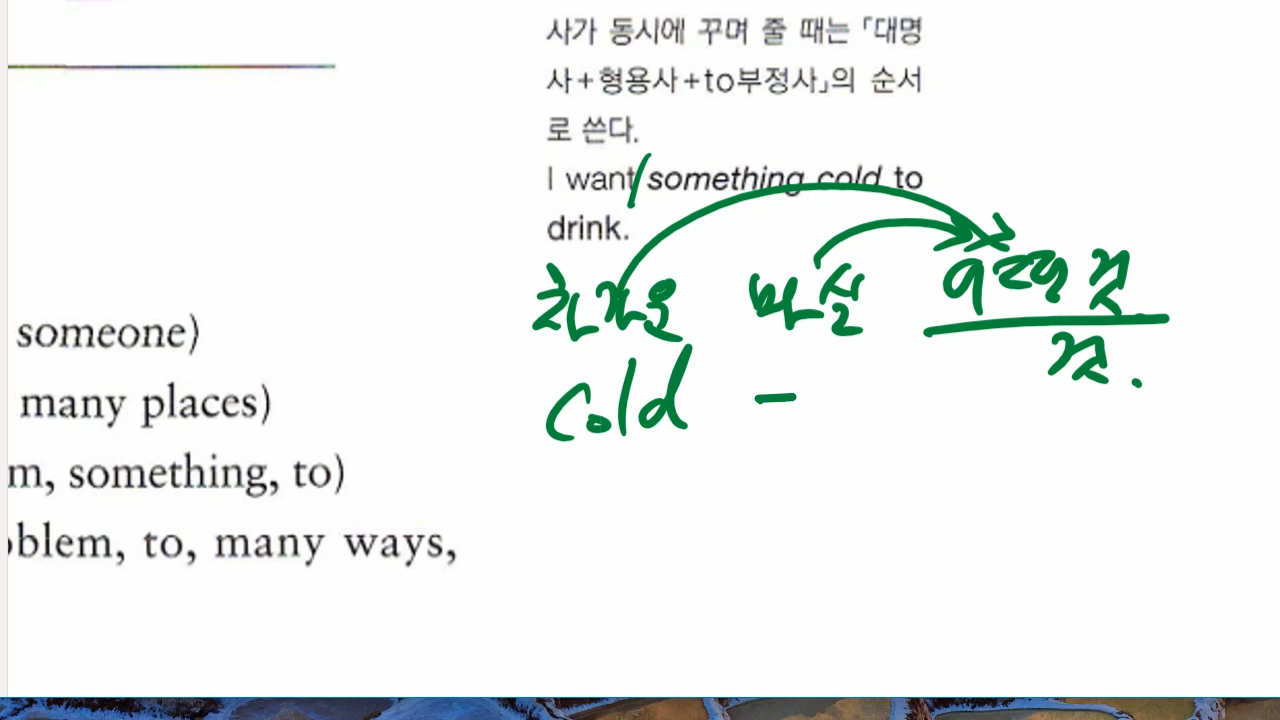 사가 동시에 꾸며 줄 때는 「대명
사+형용사+to부정사」의 순서
로 쓴다.
I want something cold to
drink.
차가운 마실 어떤 것
것.
cold -
someone)
many places)
m, something, to)
blem, to, many ways,